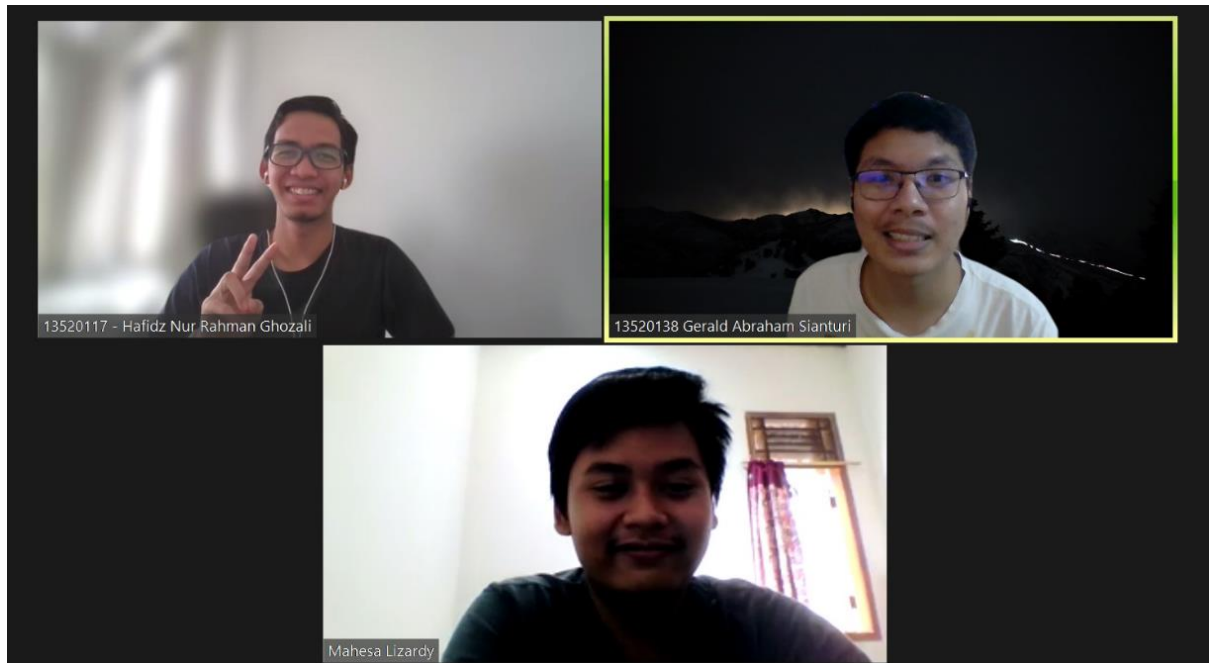 13520117 - Hafidz Nur Rahman Ghozali
13520138 Gerald Abraham Sianturi
Mahesa Lizardy